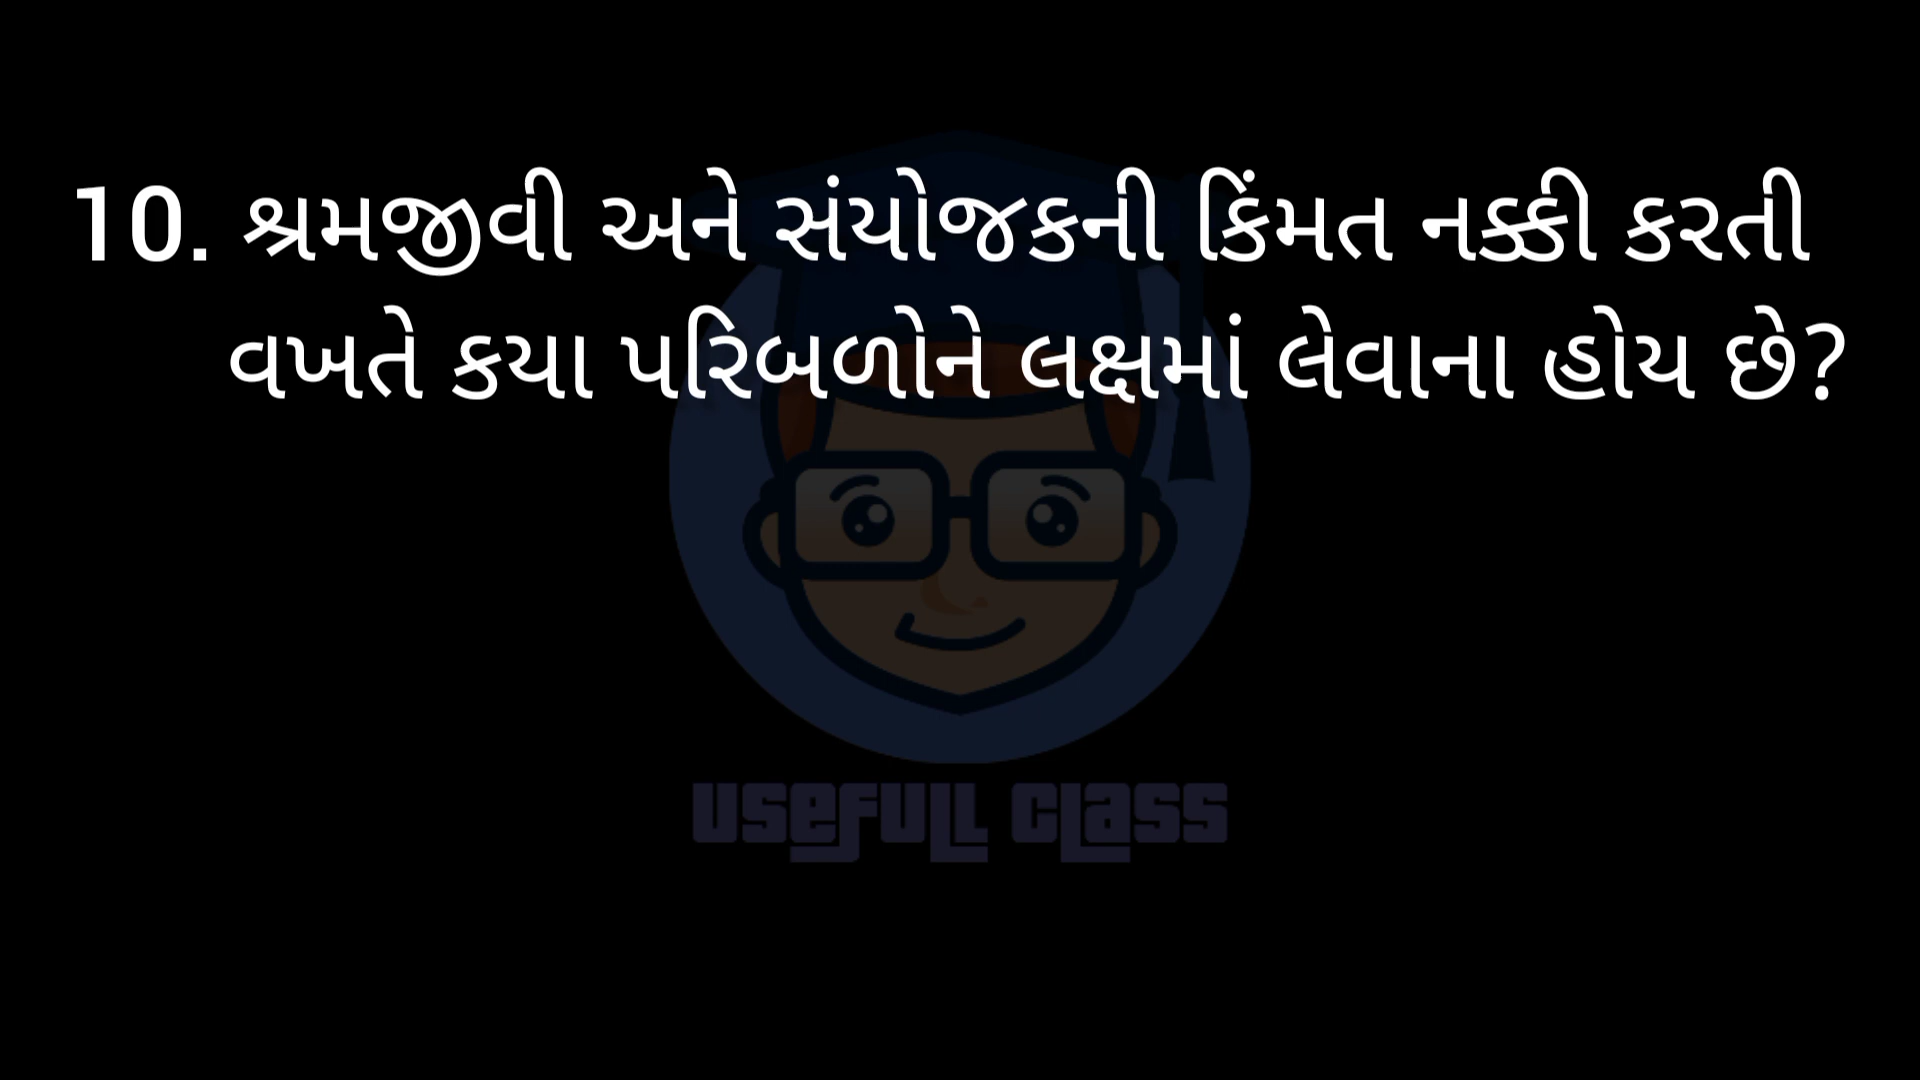 10. શ્રમજીવી અને સંયોજકની કિંમત નક્કી કરતી
વખતે કયા પરિબળોને લક્ષમાં લેવાના હોય છે?
USEFULL CLASS